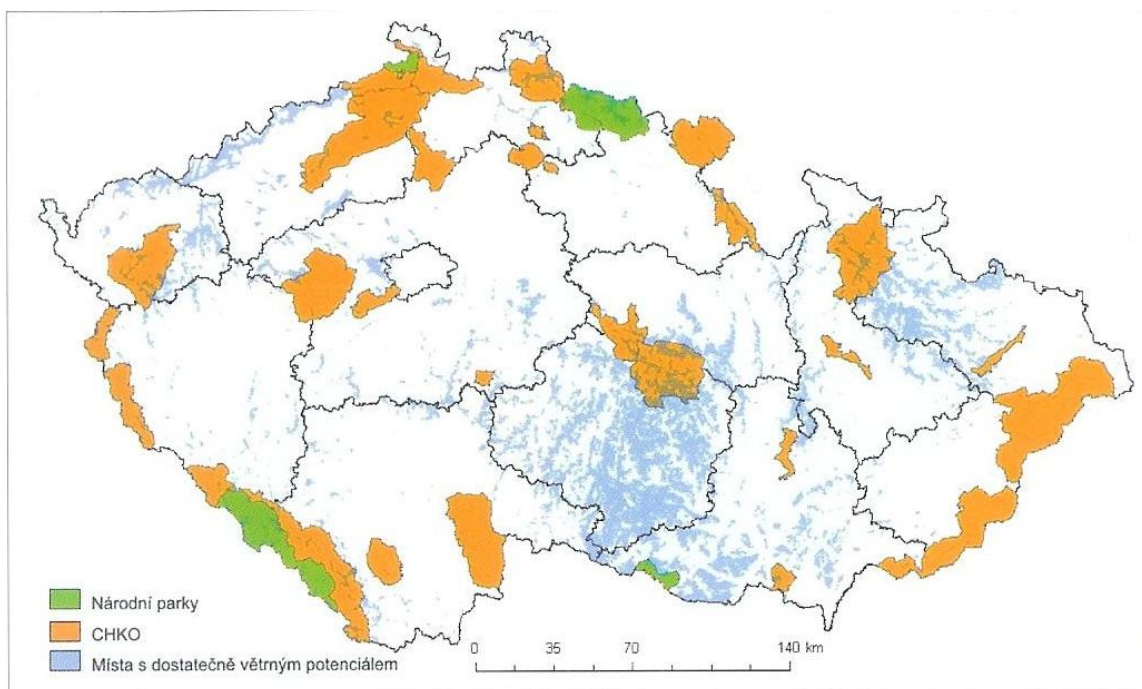 Národní parky
CHKO
Místa s dostatečně větrným potenciálem
0 35 70 140 km